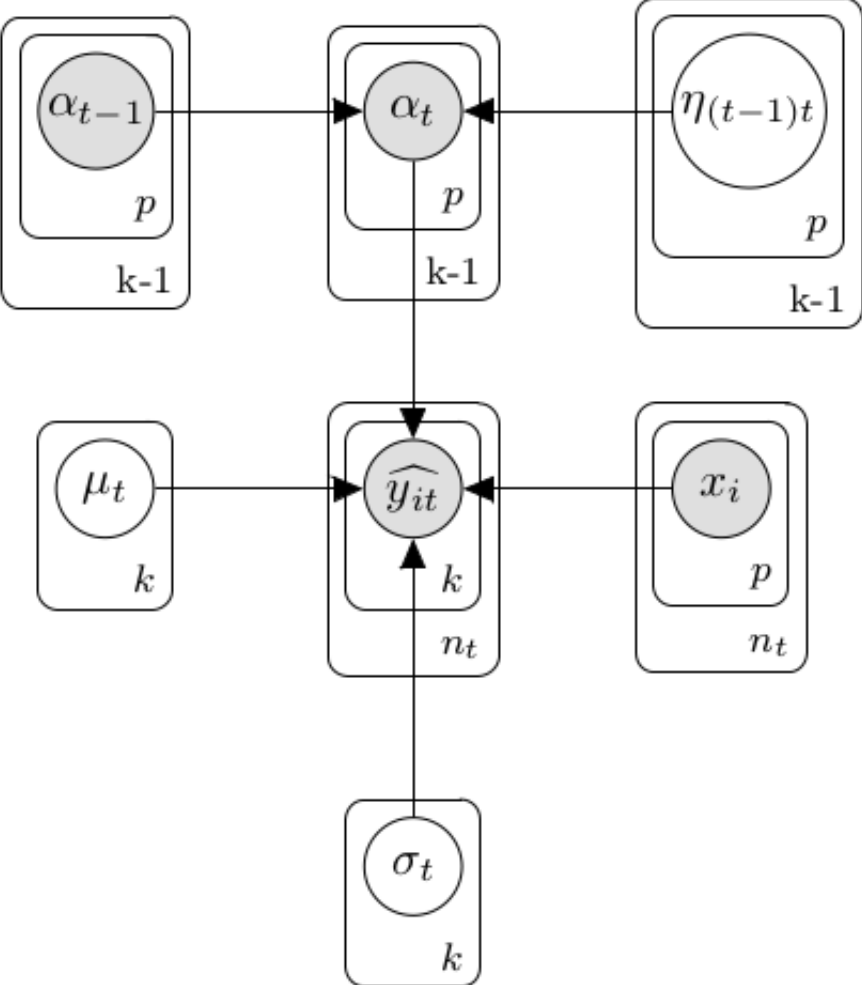 α_{t−1} α_t η_{(t−1)t}
p p p
k-1 k-1 k-1
μ_t \widehat{y_{it}} x_i
k k p
n_t n_t
σ_t
k